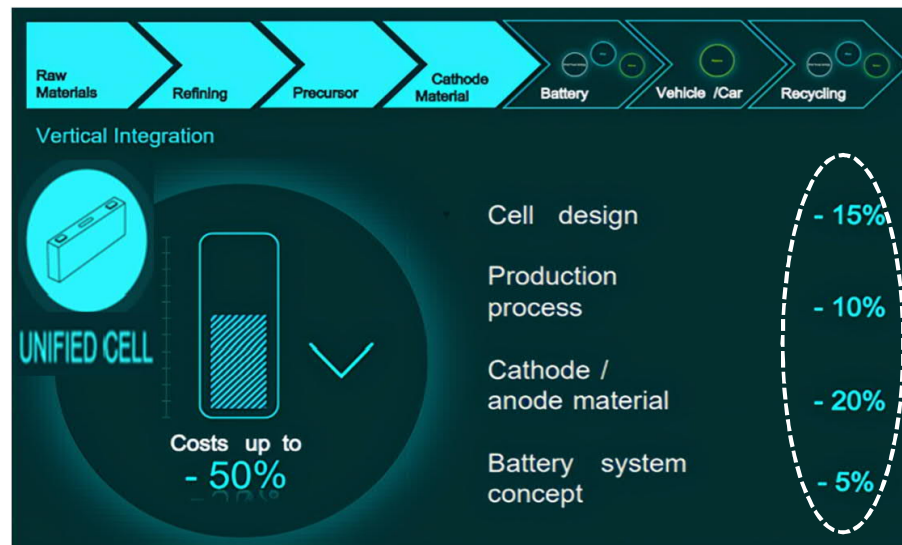 Raw
Materials
Refining
Precursor
Cathode
Material
Battery
Vehicle /Car
Recycling
Vertical Integration
UNIFIED CELL
Costs up to
- 50%
Cell design
- 15%
Production
process
- 10%
Cathode /
anode material
- 20%
Battery system
concept
- 5%